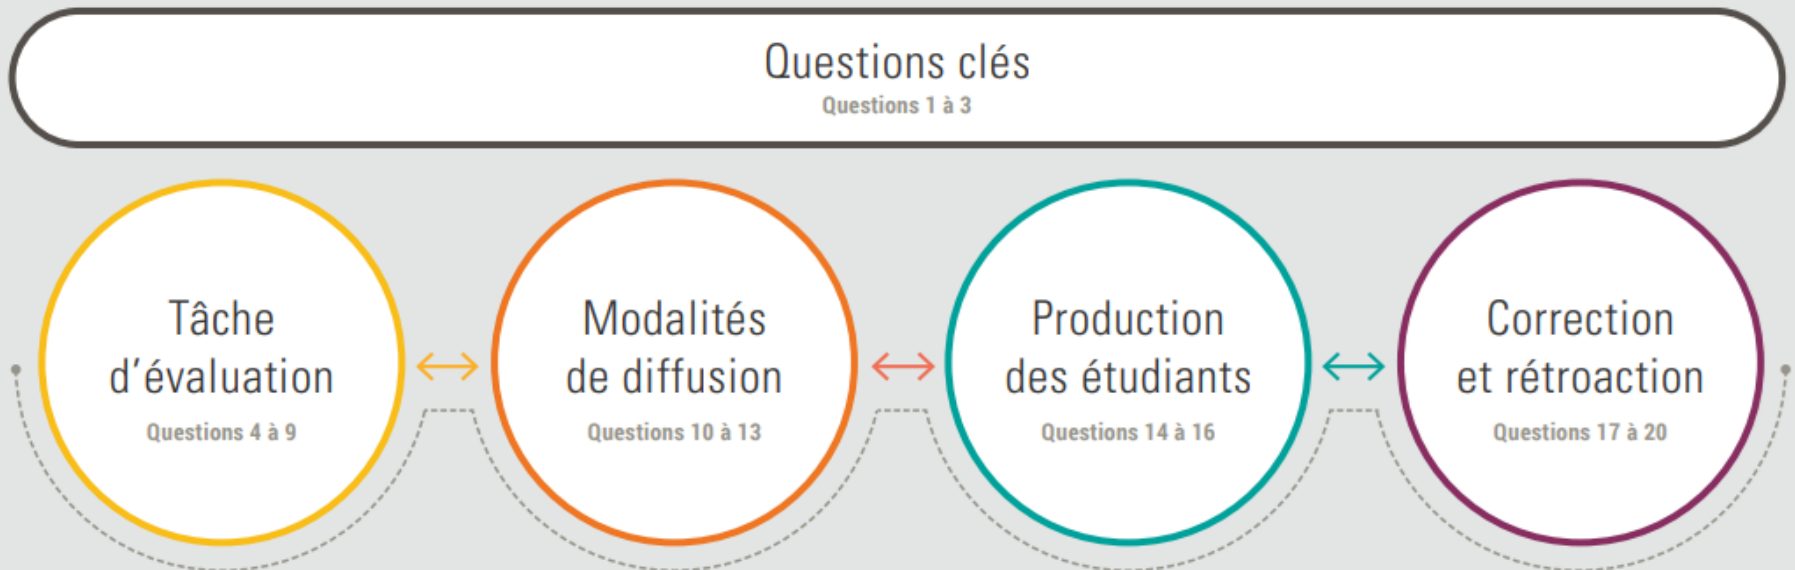 Questions clés
Questions 1 à 3
Tâche
d'évaluation
Questions 4 à 9
Modalités
de diffusion
Questions 10 à 13
Production
des étudiants
Questions 14 à 16
Correction
et rétroaction
Questions 17 à 20